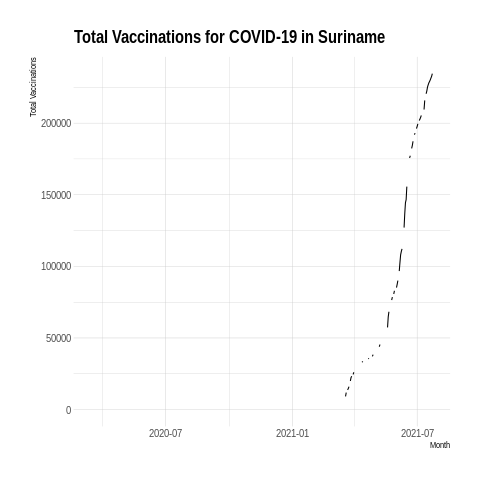 Total Vaccinations for COVID-19 in Suriname
Total Vaccinations
200000
150000
100000
50000
0
2020-07 2021-01 2021-07
Month